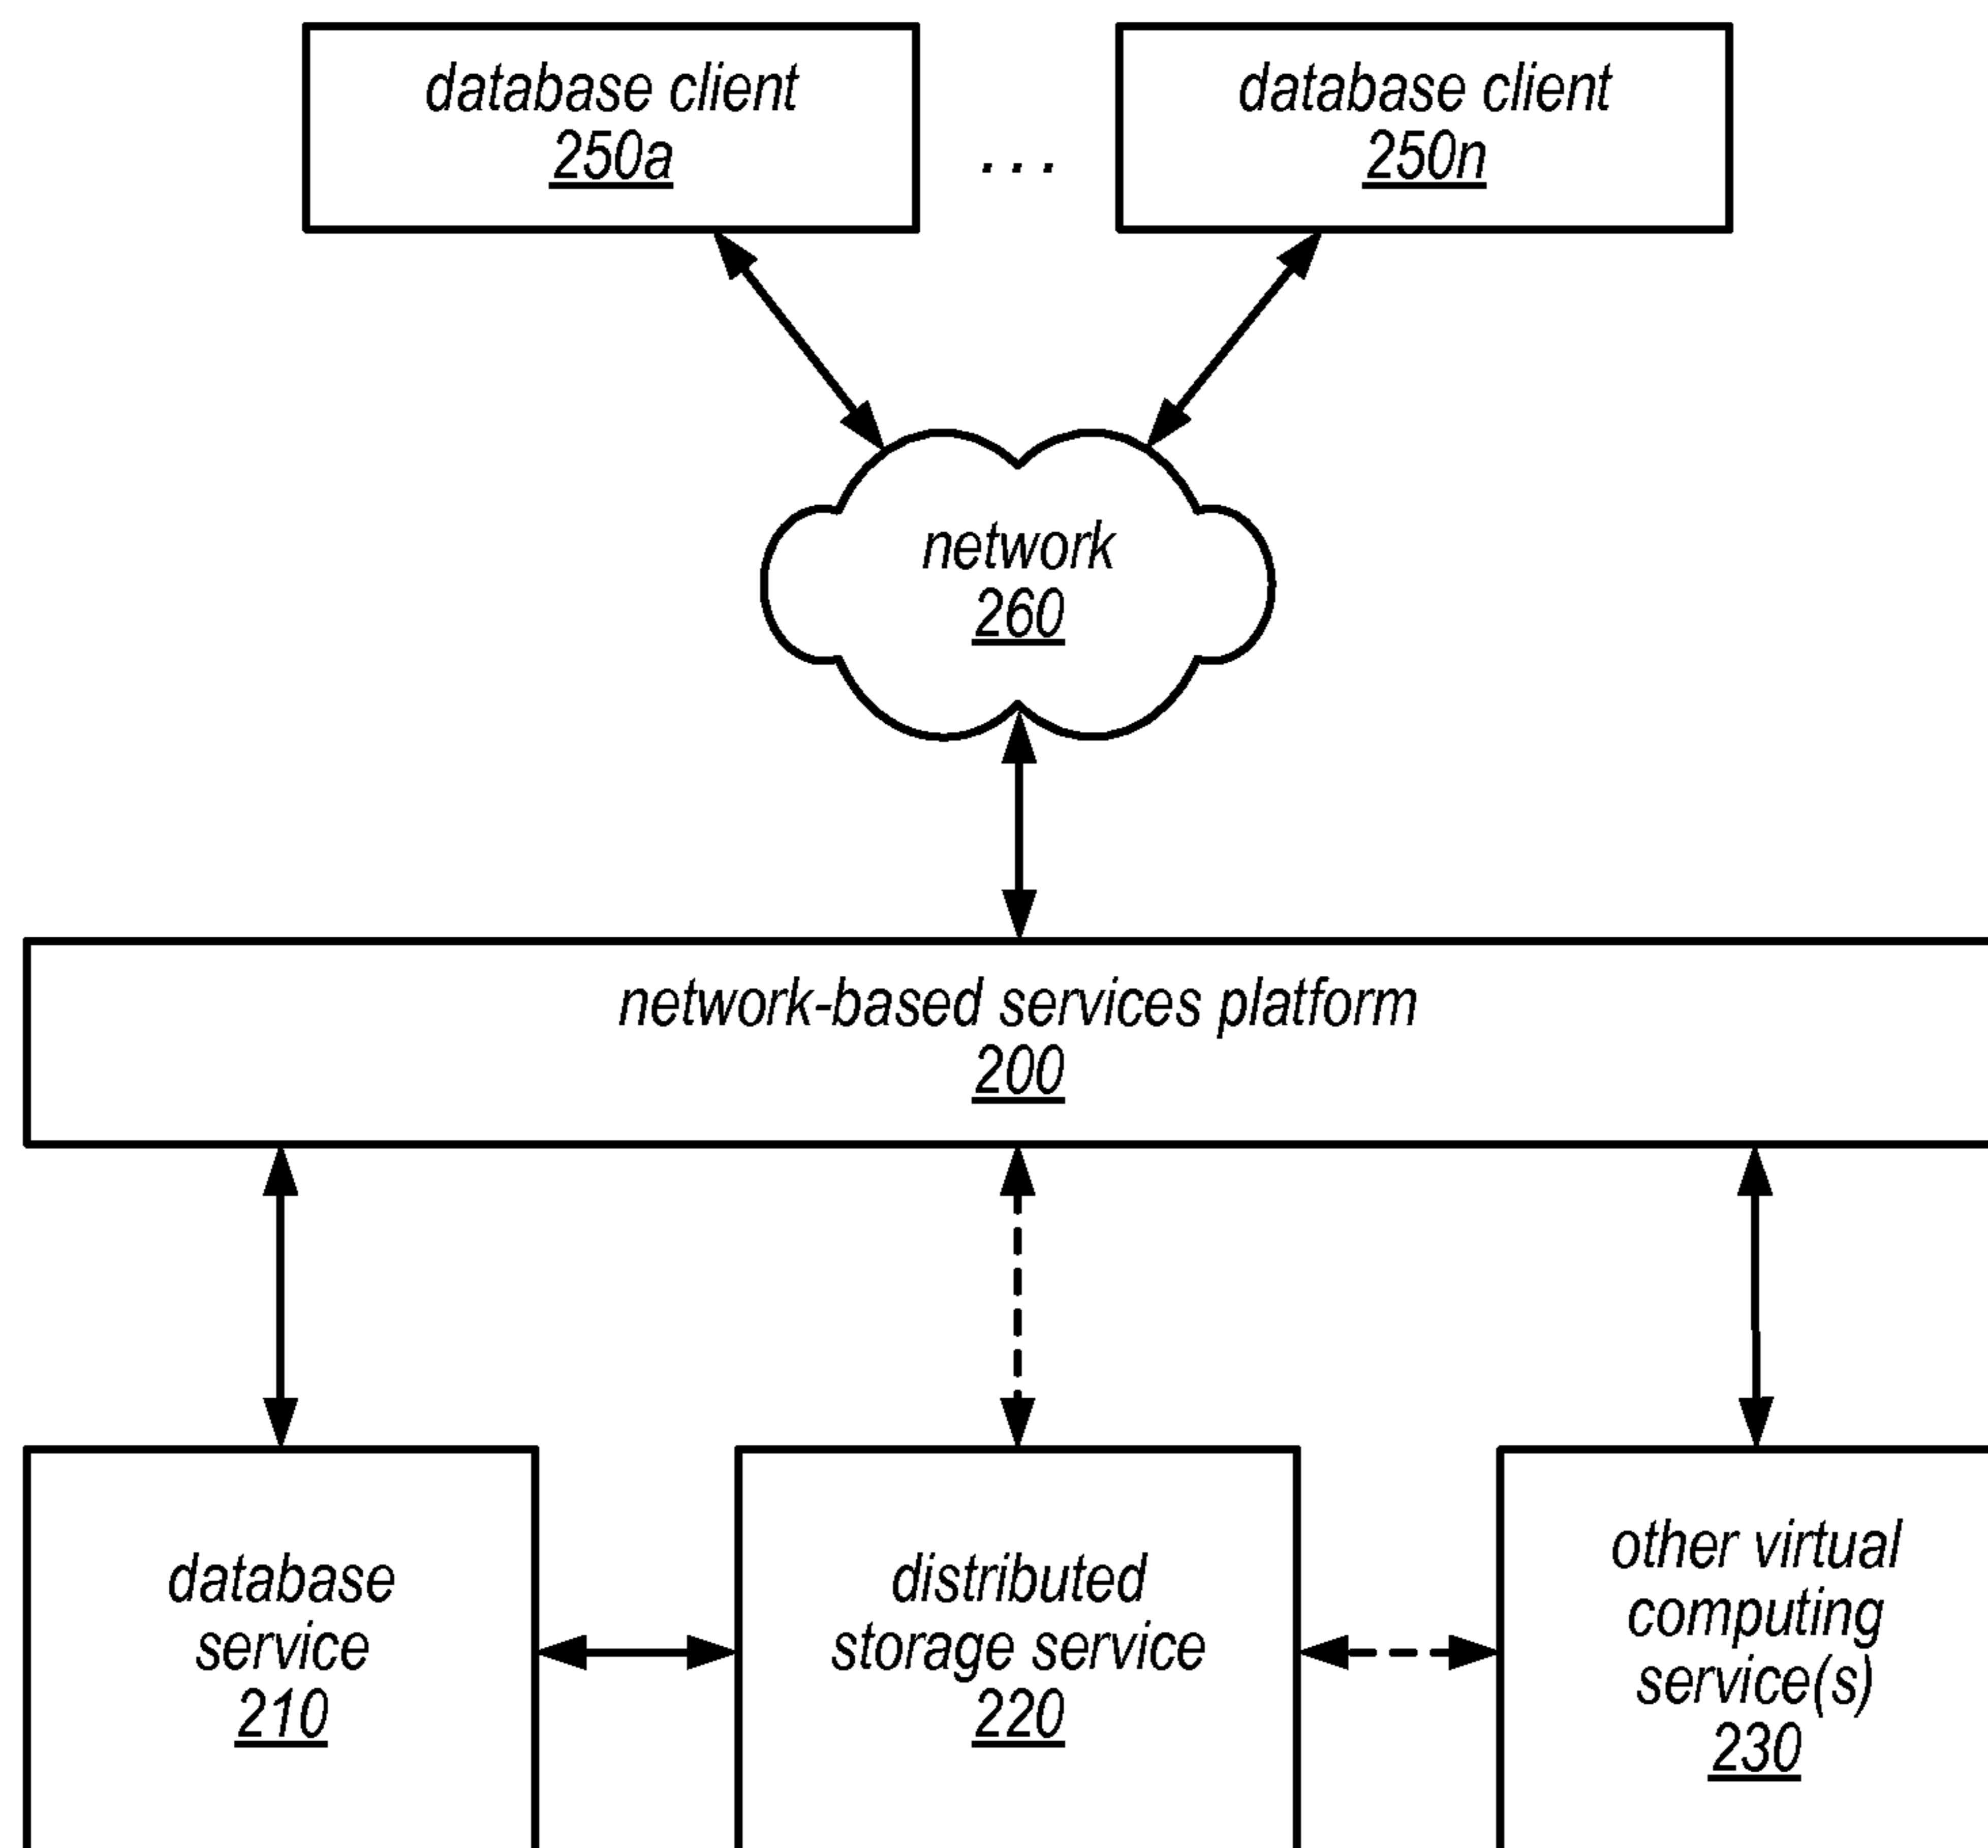 database client
250a
. . .
database client
250n
network
260
network-based services platform
200
database
service
210
distributed
storage service
220
other virtual
computing
service(s)
230